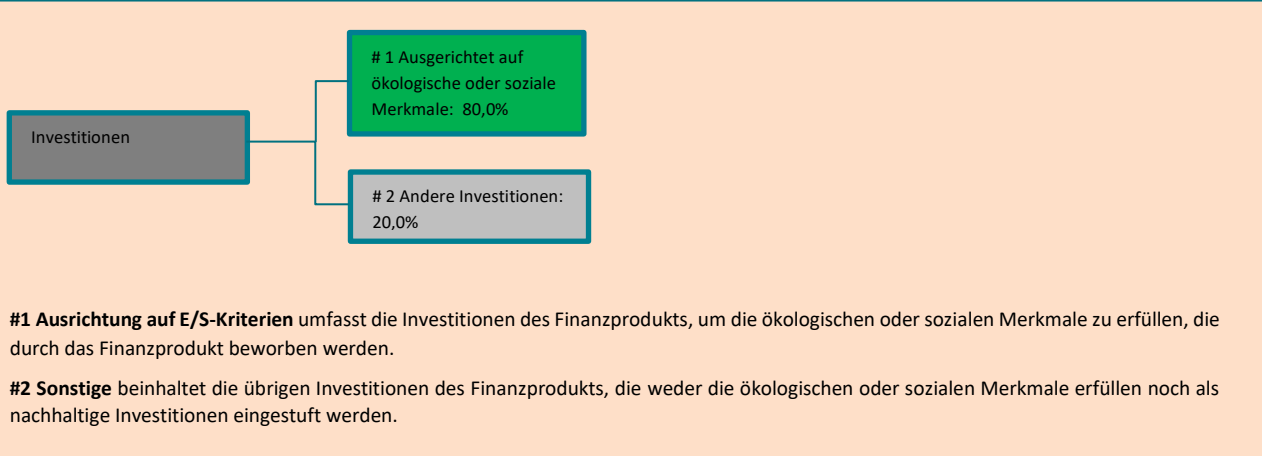 # 1 Ausgerichtet auf
ökologische oder soziale
Merkmale: 80,0%
Investitionen
# 2 Andere Investitionen:
20,0%
#1 Ausrichtung auf E/S-Kriterien umfasst die Investitionen des Finanzprodukts, um die ökologischen oder sozialen Merkmale zu erfüllen, die
durch das Finanzprodukt beworben werden.
#2 Sonstige beinhaltet die übrigen Investitionen des Finanzprodukts, die weder die ökologischen oder sozialen Merkmale erfüllen noch als
nachhaltige Investitionen eingestuft werden.